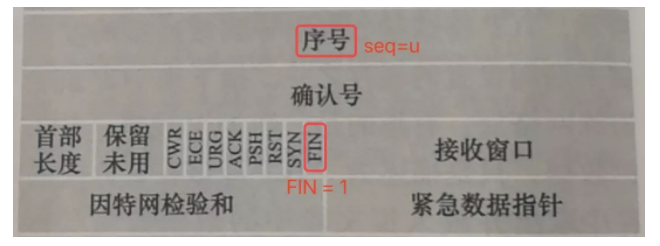 序号 seq=u
确认号
首部长度 保留未用 CWR ECE URG ACK PSH RST SYN FIN 接收窗口
FIN = 1
因特网检验和 紧急数据指针